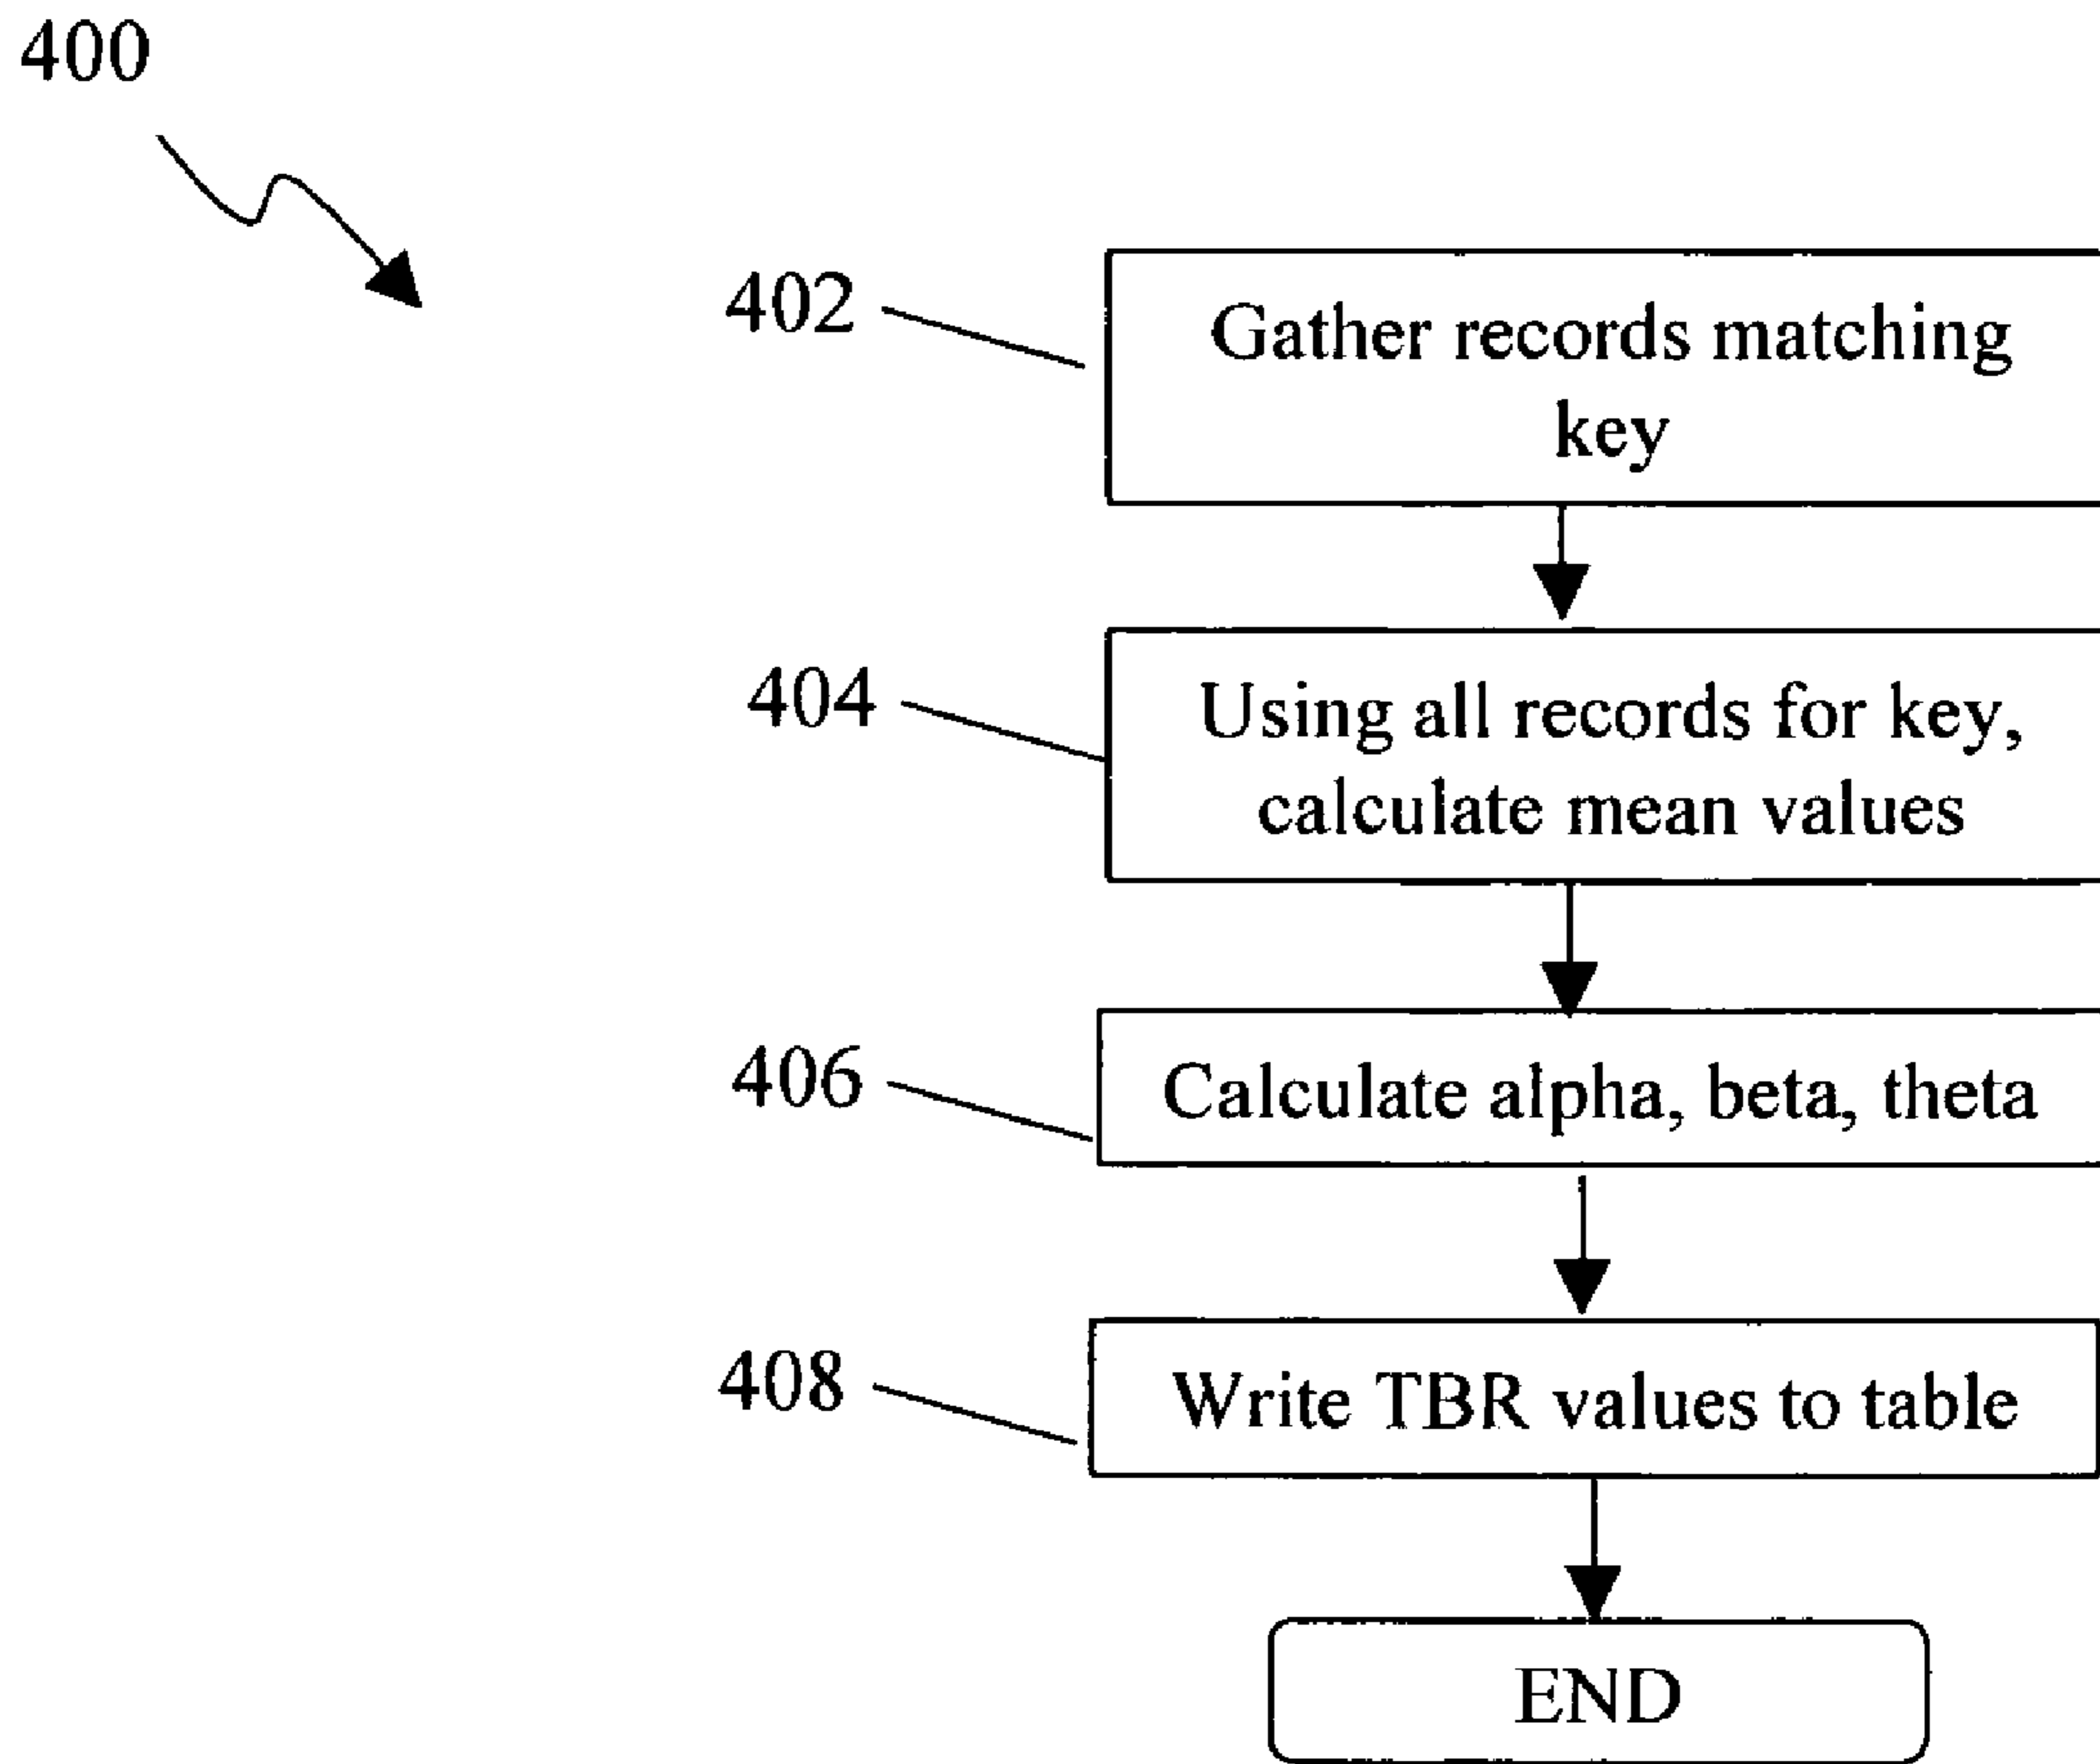 400
402
Gather records matching
key
404
Using all records for key,
calculate mean values
406
Calculate alpha, beta, theta
408
Write TBR values to table
END